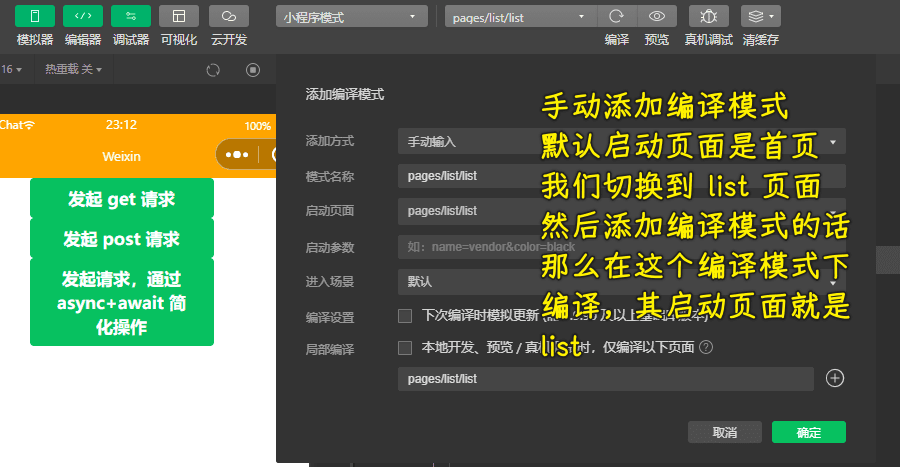 小程序模式
pages/list/list
模拟器
编辑器
调试器
可视化
云开发
编译
预览
真机调试
清缓存
16
热重载 关
Chat
23:12
100%
Weixin
发起 get 请求
发起 post 请求
发起请求，通过
async+await 简
化操作
添加编译模式
添加方式
手动输入
模式名称
pages/list/list
启动页面
pages/list/list
启动参数
如：name=vendor&color=black
进入场景
默认
编译设置
下次编译时模拟更新
局部编译
本地开发、预览 / 真机
时，仅编译以下页面
pages/list/list
取消
确定
手动添加编译模式
默认启动页面是首页
我们切换到 list 页面
然后添加编译模式的话
那么在这个编译模式下
编译，其启动页面就是
list